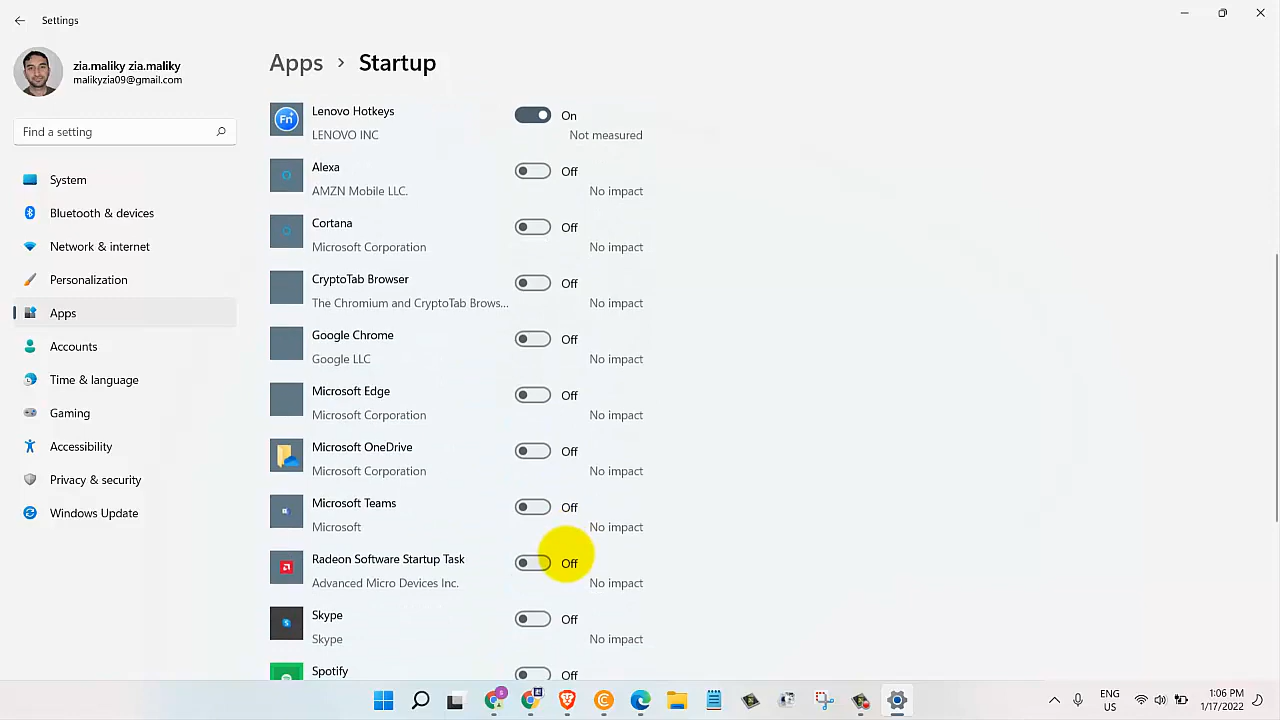 Settings
zia.maliky zia.maliky
malikyzia09@gmail.com
Find a setting
System
Bluetooth & devices
Network & internet
Personalization
Apps
Accounts
Time & language
Gaming
Accessibility
Privacy & security
Windows Update
Apps › Startup
Fn
Lenovo Hotkeys On
LENOVO INC Not measured
Alexa Off
AMZN Mobile LLC. No impact
Cortana Off
Microsoft Corporation No impact
CryptoTab Browser Off
The Chromium and CryptoTab Brows... No impact
Google Chrome Off
Google LLC No impact
Microsoft Edge Off
Microsoft Corporation No impact
Microsoft OneDrive Off
Microsoft Corporation No impact
Microsoft Teams Off
Microsoft No impact
Radeon Software Startup Task Off
Advanced Micro Devices Inc. No impact
Skype Off
Skype No impact
Spotify Off
ENG 1:06 PM
US 1/17/2022